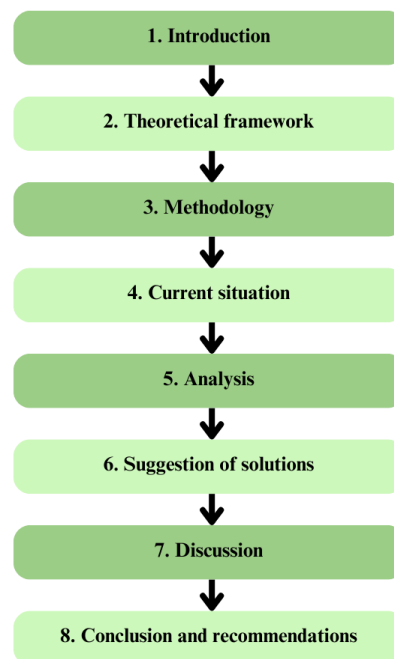 1. Introduction
2. Theoretical framework
3. Methodology
4. Current situation
5. Analysis
6. Suggestion of solutions
7. Discussion
8. Conclusion and recommendations